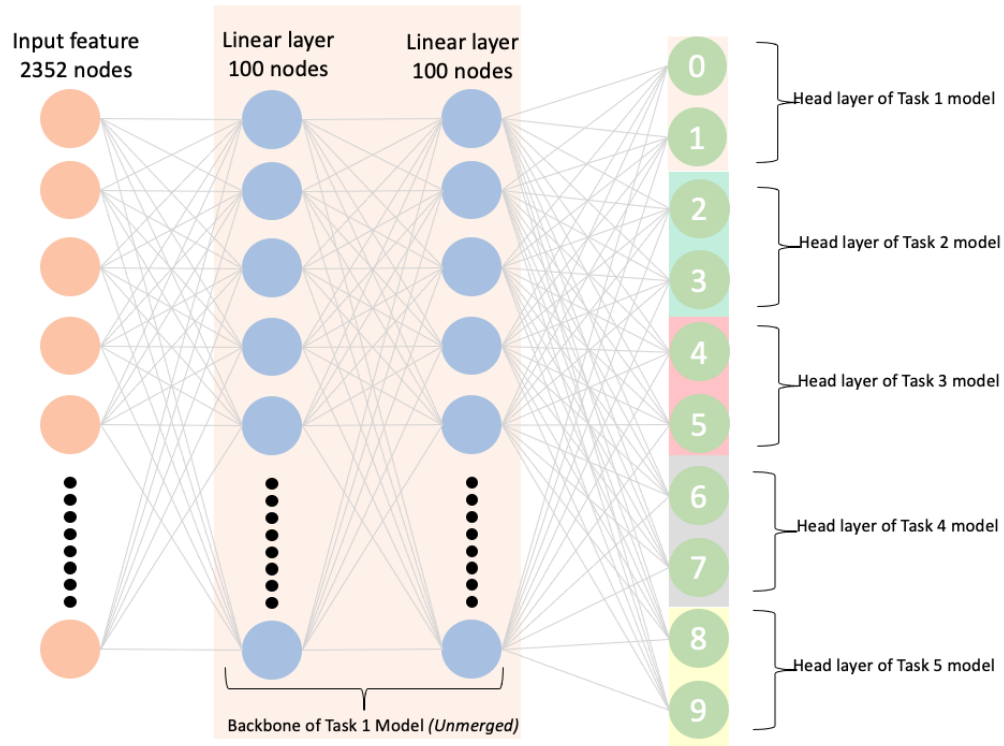 Input feature
2352 nodes
Linear layer
100 nodes
Linear layer
100 nodes
0
1
2
3
4
5
6
7
8
9
Head layer of Task 1 model
Head layer of Task 2 model
Head layer of Task 3 model
Head layer of Task 4 model
Head layer of Task 5 model
Backbone of Task 1 Model (Unmerged)